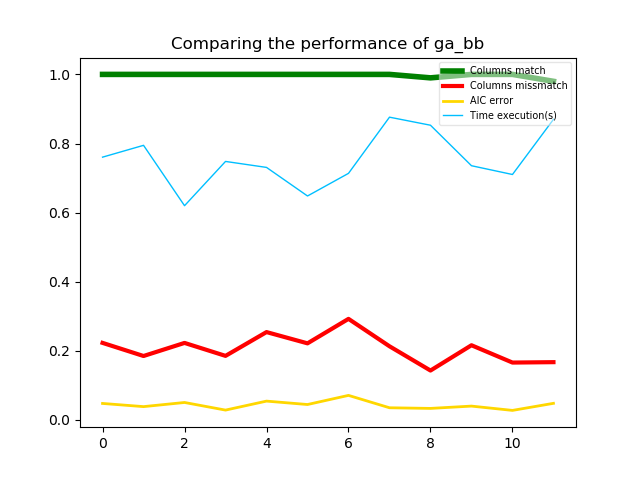 Comparing the performance of ga_bb
1.0
0.8
0.6
0.4
0.2
0.0
Columns match
Columns missmatch
AIC error
Time execution(s)
0 2 4 6 8 10